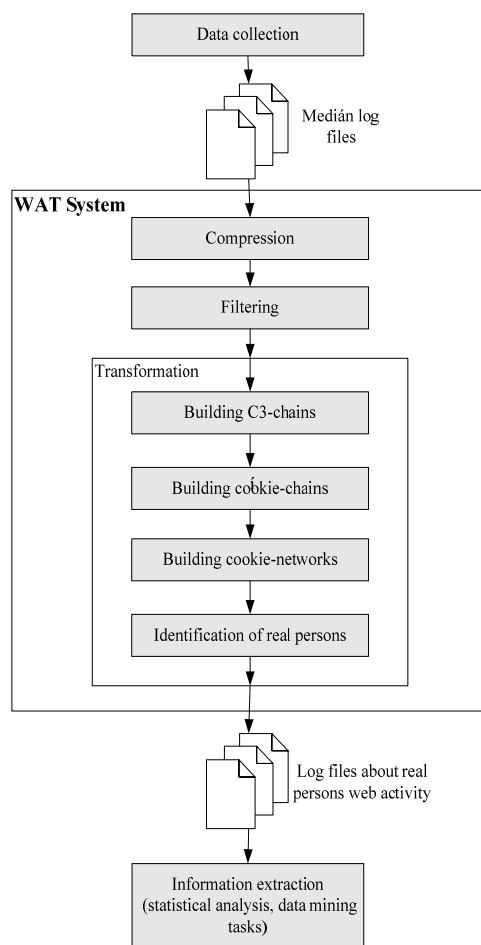 Data collection
Medián log
files
WAT System
Compression
Filtering
Transformation
Building C3-chains
Building cookie-chains
Building cookie-networks
Identification of real persons
Log files about real
persons web activity
Information extraction
(statistical analysis, data mining
tasks)